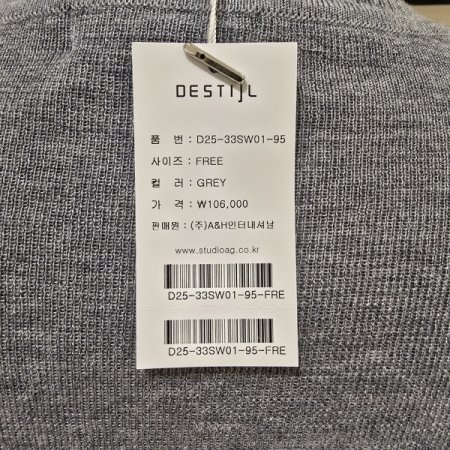 DESTIJL
품 번 : D25-33SW01-95
사이즈 : FREE
컬 러 : GREY
가 격 : ₩106,000
판매원 : (주)A&H인터내셔날
www.studioag.co.kr
D25-33SW01-95-FRE
D25-33SW01-95-FRE